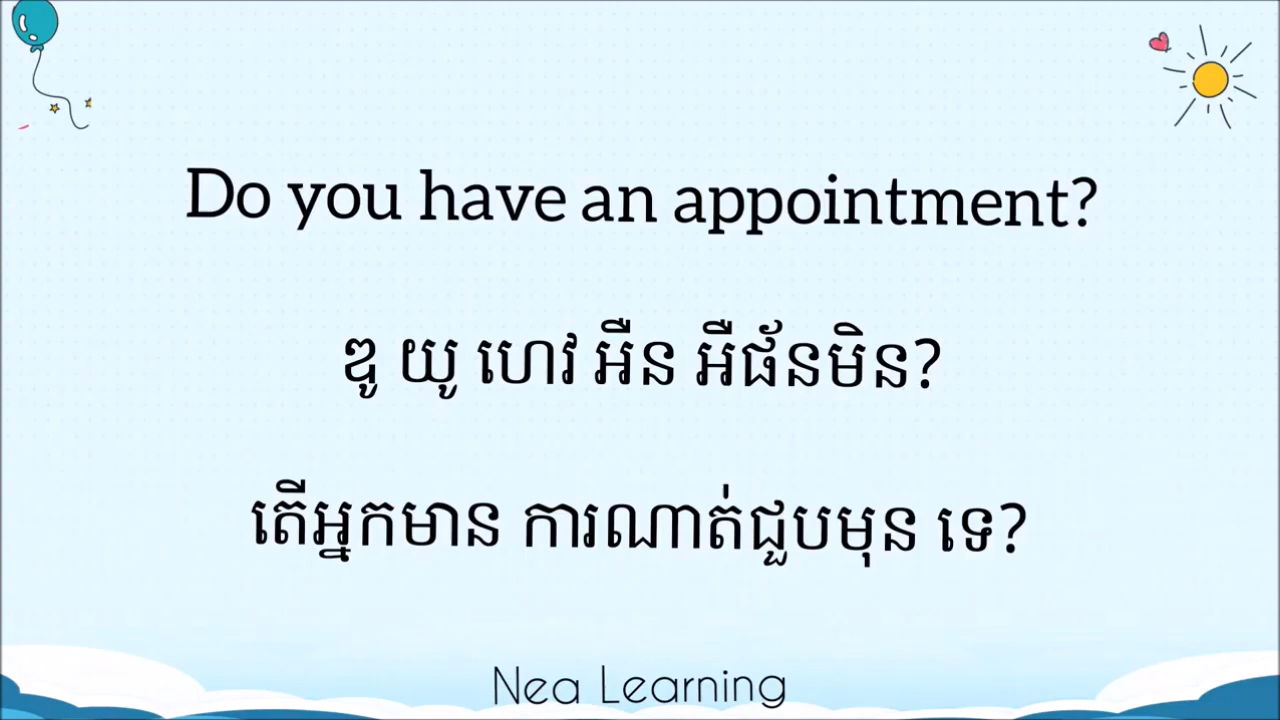 Do you have an appointment?
ឌូ យូ ហេវ អឺន អឺផ័នមិន?
តើអ្នកមាន ការណាត់ជួបមុន ទេ?
Nea Learning